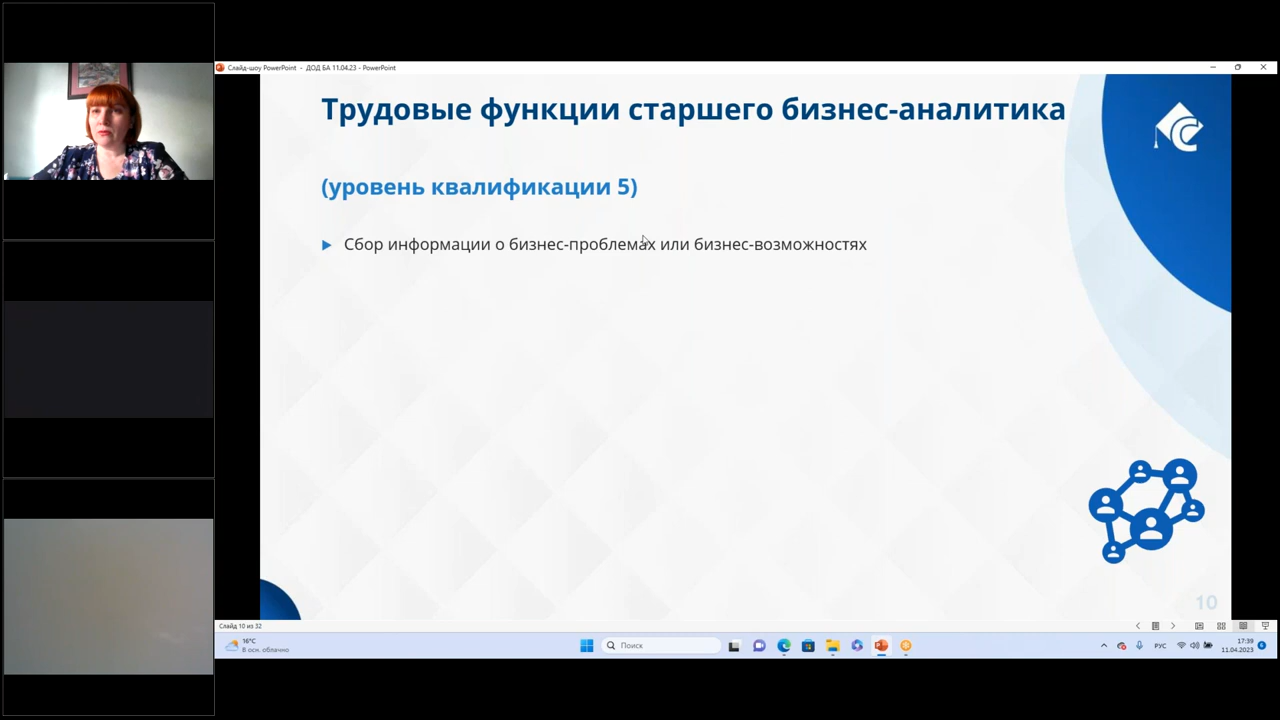 Слайд-шоу PowerPoint - ДОД БА 11.04.23 - PowerPoint
Трудовые функции старшего бизнес-аналитика
(уровень квалификации 5)
Сбор информации о бизнес-проблемах или бизнес-возможностях
10
Слайд 10 из 32
16°C
В осн. облачно
Поиск
РУС
17:39
11.04.2023